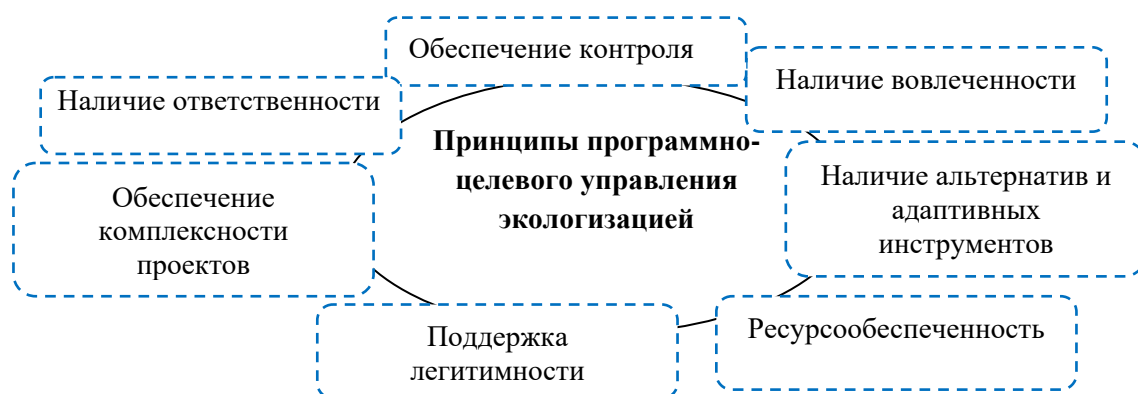 Обеспечение контроля
Наличие вовлеченности
Наличие ответственности
Принципы программно-
целевого управления
экологизацией
Наличие альтернатив и
адаптивных
инструментов
Обеспечение
комплексности
проектов
Ресурсообеспеченность
Поддержка
легитимности